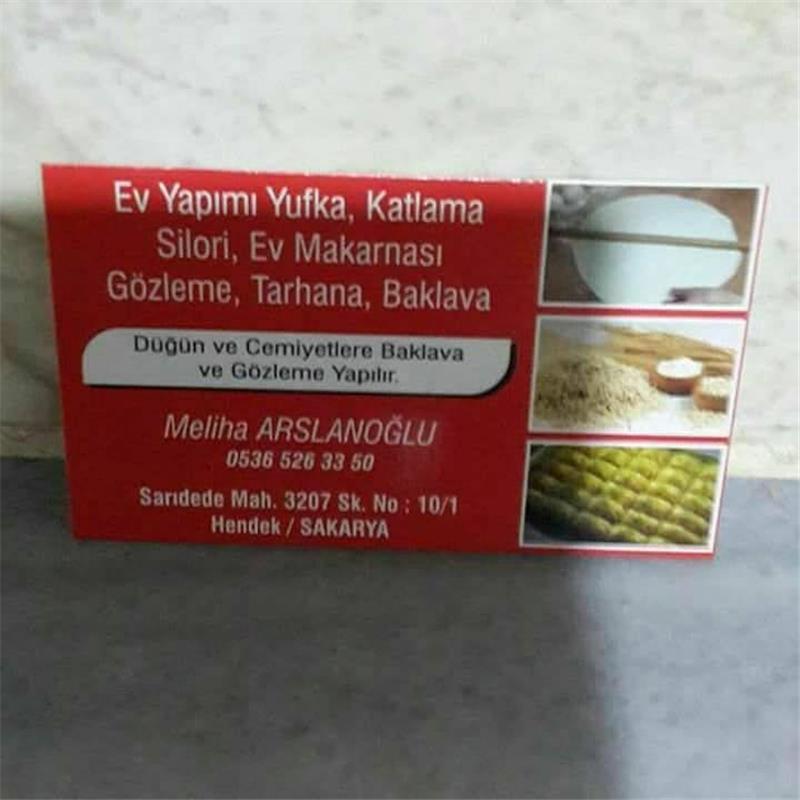 Ev Yapımı Yufka, Katlama
Silori, Ev Makarnası
Gözleme, Tarhana, Baklava
Düğün ve Cemiyetlere Baklava
ve Gözleme Yapılır.
Meliha ARSLANOĞLU
0536 526 33 50
Sarıdede Mah. 3207 Sk. No : 10/1
Hendek / SAKARYA